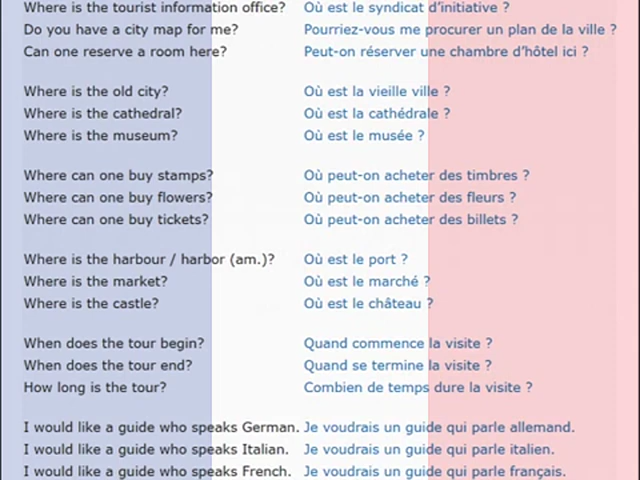 Where is the tourist information office? Où est le syndicat d'initiative ?
Do you have a city map for me? Pourriez-vous me procurer un plan de la ville ?
Can one reserve a room here? Peut-on réserver une chambre d'hôtel ici ?
Where is the old city? Où est la vieille ville ?
Where is the cathedral? Où est la cathédrale ?
Where is the museum? Où est le musée ?
Where can one buy stamps? Où peut-on acheter des timbres ?
Where can one buy flowers? Où peut-on acheter des fleurs ?
Where can one buy tickets? Où peut-on acheter des billets ?
Where is the harbour / harbor (am.)? Où est le port ?
Where is the market? Où est le marché ?
Where is the castle? Où est le château ?
When does the tour begin? Quand commence la visite ?
When does the tour end? Quand se termine la visite ?
How long is the tour? Combien de temps dure la visite ?
I would like a guide who speaks German. Je voudrais un guide qui parle allemand.
I would like a guide who speaks Italian. Je voudrais un guide qui parle italien.
I would like a guide who speaks French. Je voudrais un guide qui parle français.